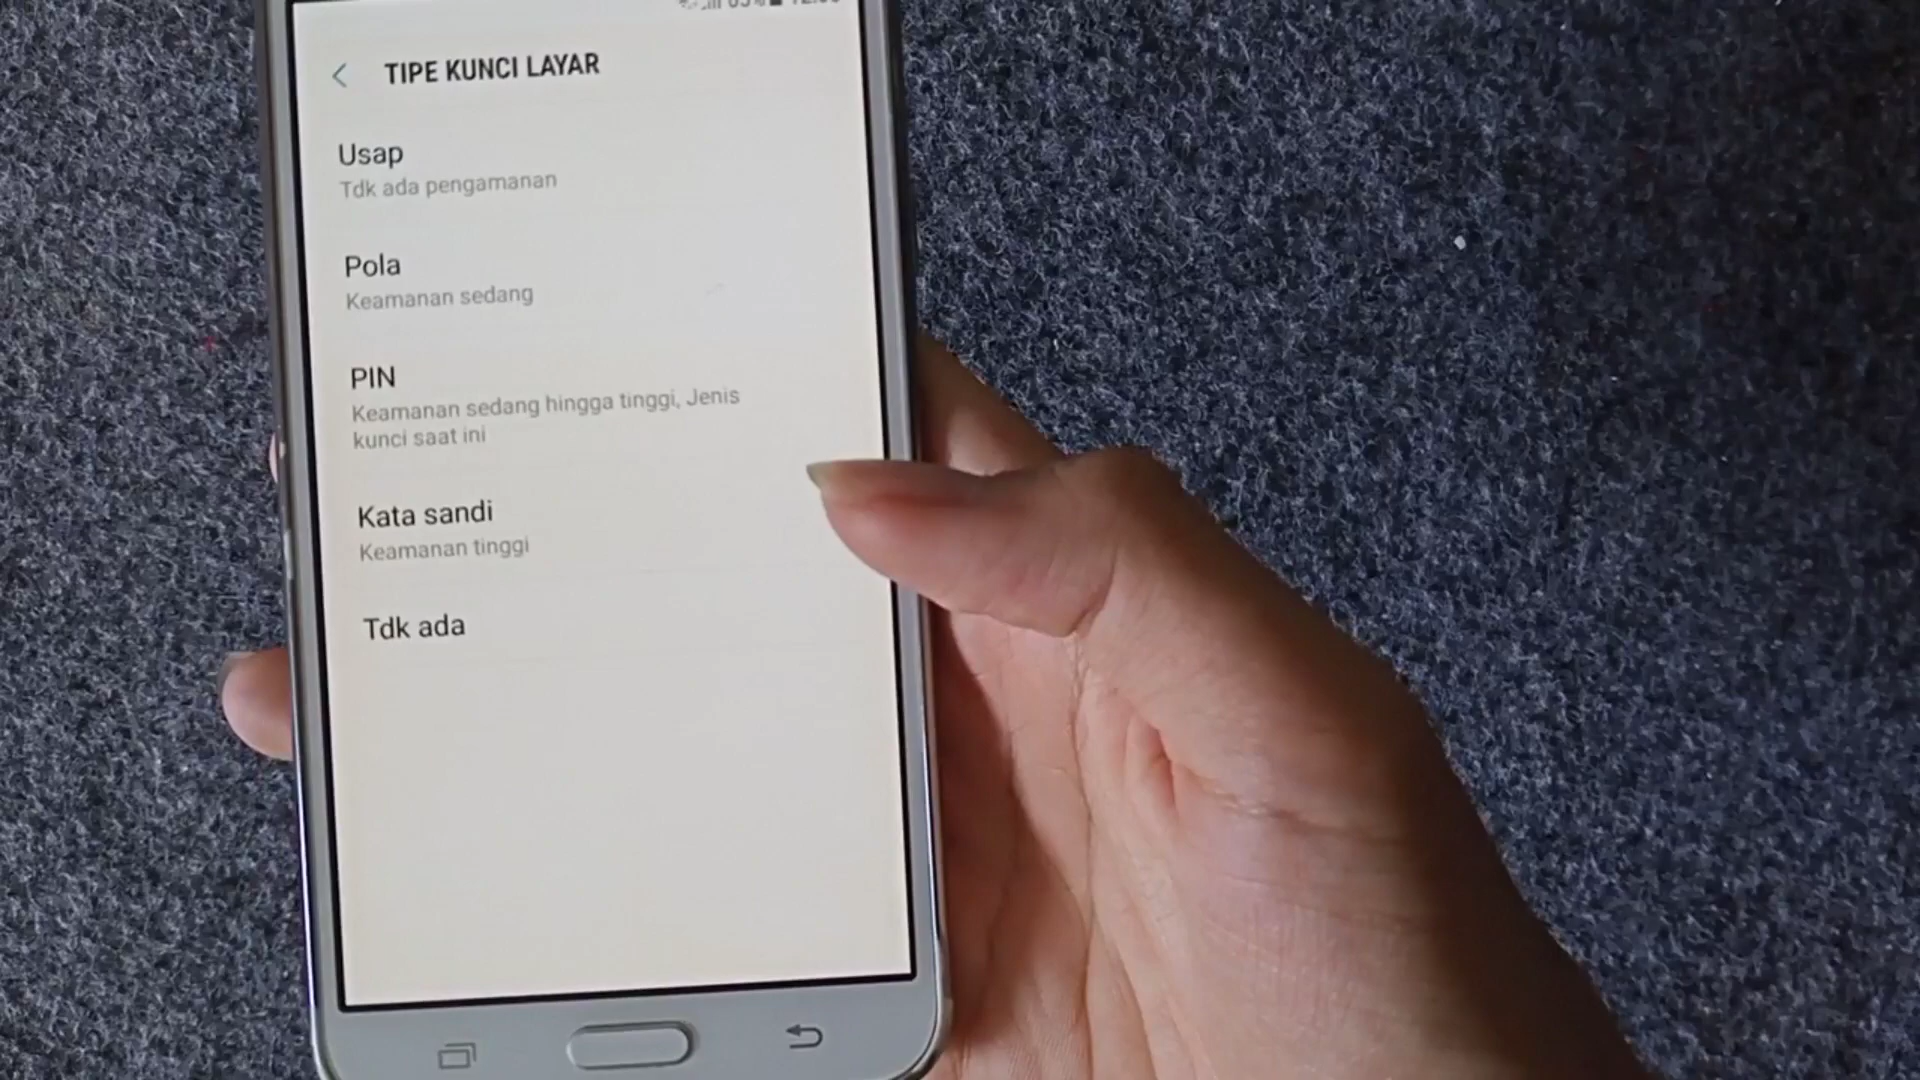 TIPE KUNCI LAYAR
Usap
Tdk ada pengamanan
Pola
Keamanan sedang
PIN
Keamanan sedang hingga tinggi, Jenis
kunci saat ini
Kata sandi
Keamanan tinggi
Tdk ada